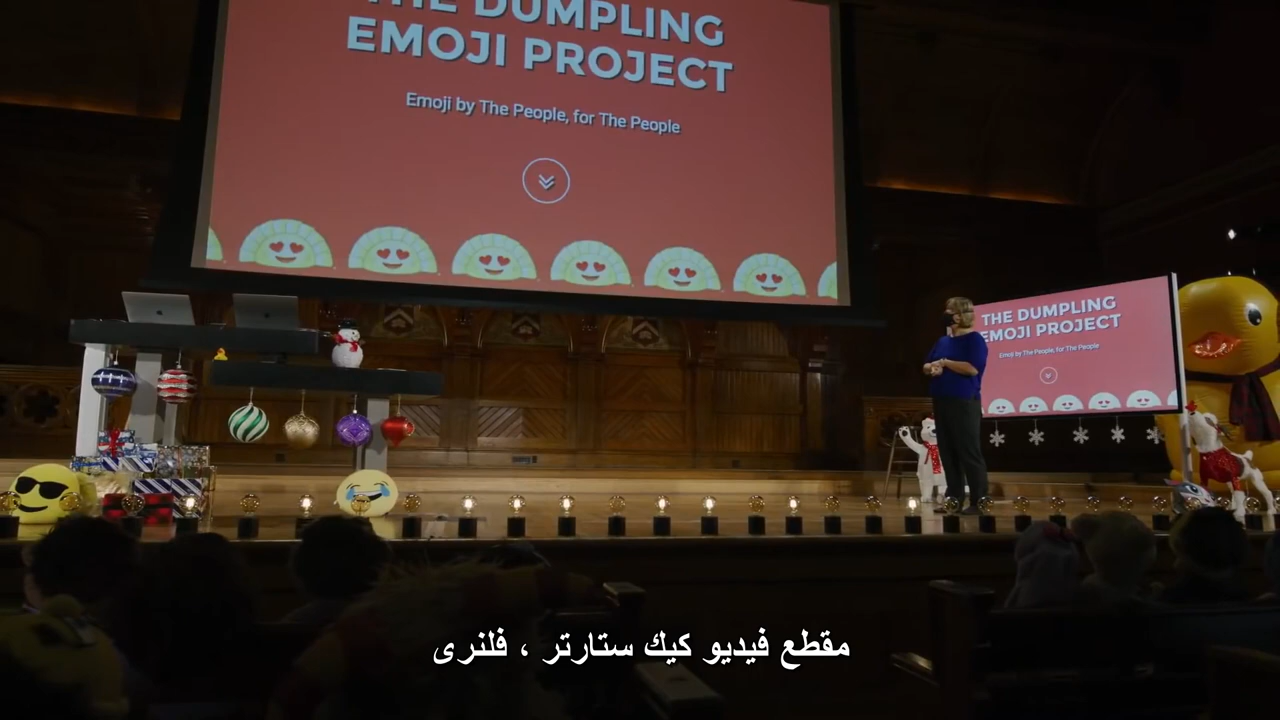 THE DUMPLING
EMOJI PROJECT
Emoji by The People, for The People
THE DUMPLING
EMOJI PROJECT
Emoji by The People, for The People
مقطع فيديو كيك ستارتر ، فلنرى